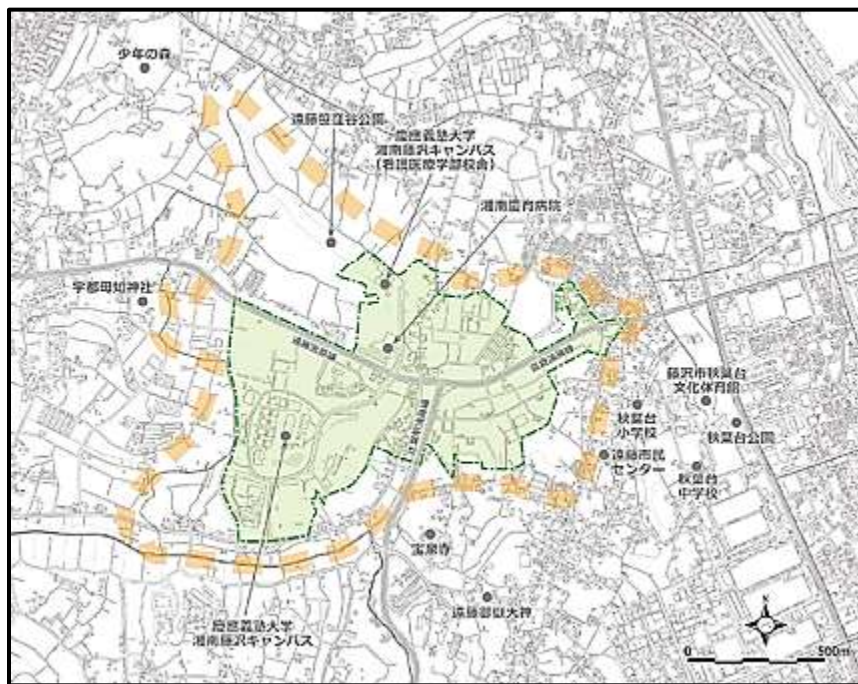 少年の森
遠藤笹窪谷公園
慶應義塾大学
湘南藤沢キャンパス
(看護医療学部校舎)
湘南慶育病院
宇都母知神社
遠藤宮原線
藤沢市秋葉台
文化体育館
秋葉台
小学校
秋葉台公園
遠藤市民
センター
秋葉台
中学校
宝泉寺
遠藤御嶽大神
慶應義塾大学
湘南藤沢キャンパス
N
0 500m